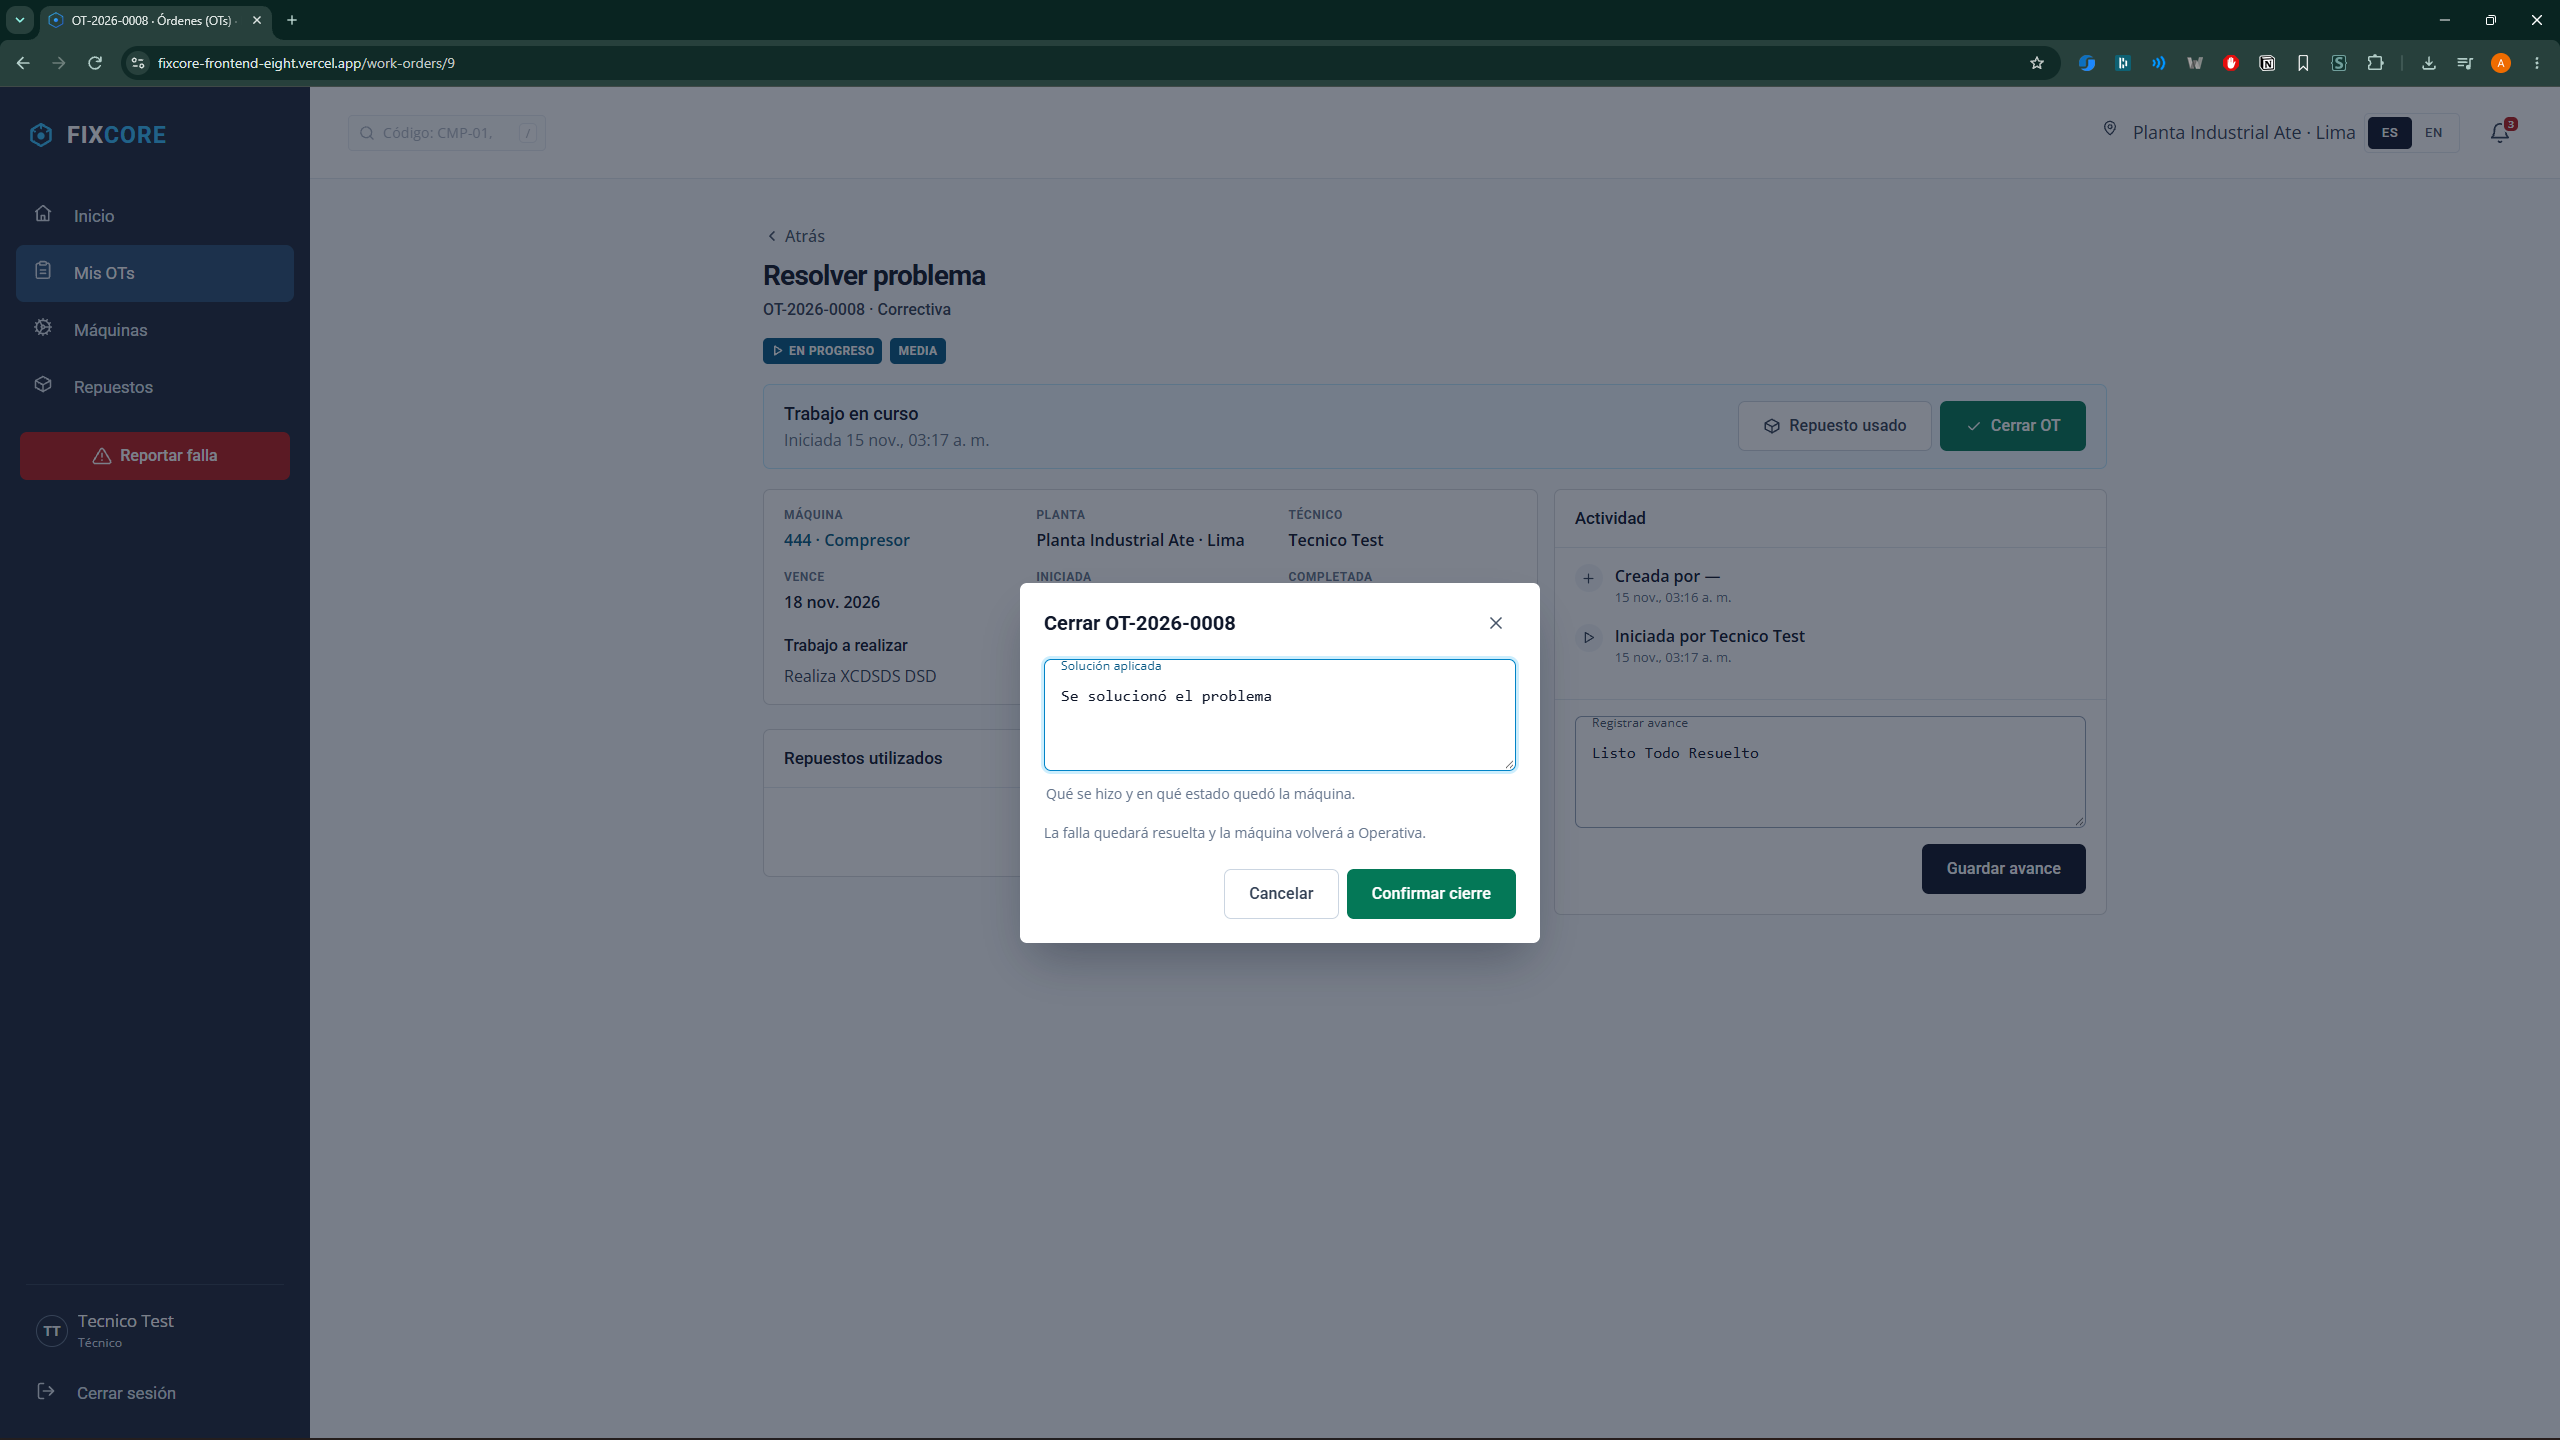 OT-2026-0008 · Órdenes (OTs) ·
fixcore-frontend-eight.vercel.app/work-orders/9
A
FIXCORE
Código: CMP-01,
/
Planta Industrial Ate · Lima
ES
EN
3
Inicio
Mis OTs
Máquinas
Repuestos
Reportar falla
Atrás
Resolver problema
OT-2026-0008 · Correctiva
EN PROGRESO
MEDIA
Trabajo en curso
Iniciada 15 nov., 03:17 a. m.
Repuesto usado
Cerrar OT
MÁQUINA
PLANTA
TÉCNICO
444 · Compresor
Planta Industrial Ate · Lima
Tecnico Test
VENCE
INICIADA
COMPLETADA
18 nov. 2026
Trabajo a realizar
Realiza XCDSDS DSD
Repuestos utilizados
Actividad
Creada por —
15 nov., 03:16 a. m.
Iniciada por Tecnico Test
15 nov., 03:17 a. m.
Registrar avance
Listo Todo Resuelto
Guardar avance
Cerrar OT-2026-0008
Solución aplicada
Se solucionó el problema
Qué se hizo y en qué estado quedó la máquina.
La falla quedará resuelta y la máquina volverá a Operativa.
Cancelar
Confirmar cierre
TT
Tecnico Test
Técnico
Cerrar sesión